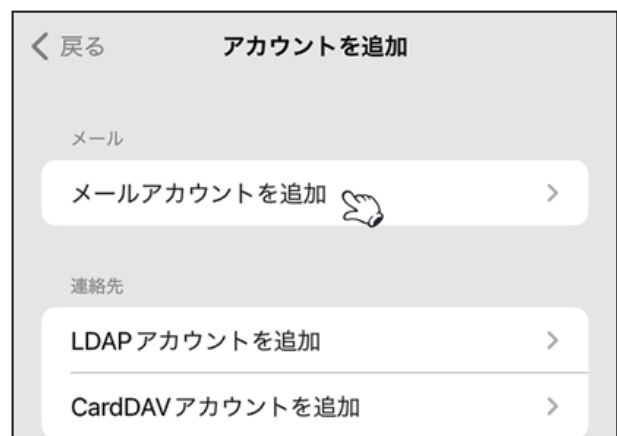 戻る
アカウントを追加
メール
メールアカウントを追加
連絡先
LDAPアカウントを追加
CardDAVアカウントを追加